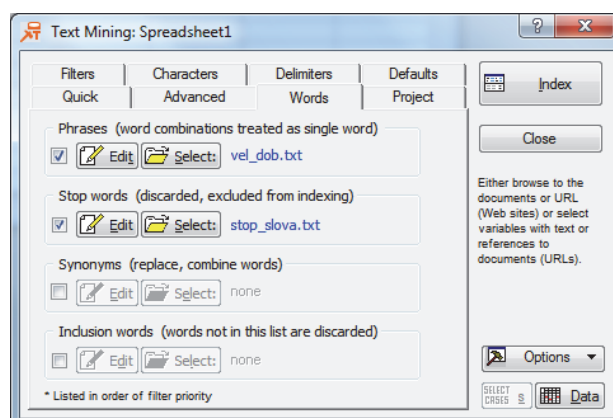 Text Mining: Spreadsheet1
Filters Characters Delimiters Defaults
Quick Advanced Words Project
Phrases (word combinations treated as single word)
Edit Select: vel_dob.txt
Stop words (discarded, excluded from indexing)
Edit Select: stop_slova.txt
Synonyms (replace, combine words)
Edit Select: none
Inclusion words (words not in this list are discarded)
Edit Select: none
* Listed in order of filter priority
Index
Close
Either browse to the
documents or URL
(Web sites) or select
variables with text or
references to
documents (URLs).
Options
SELECT
CASES S
Data